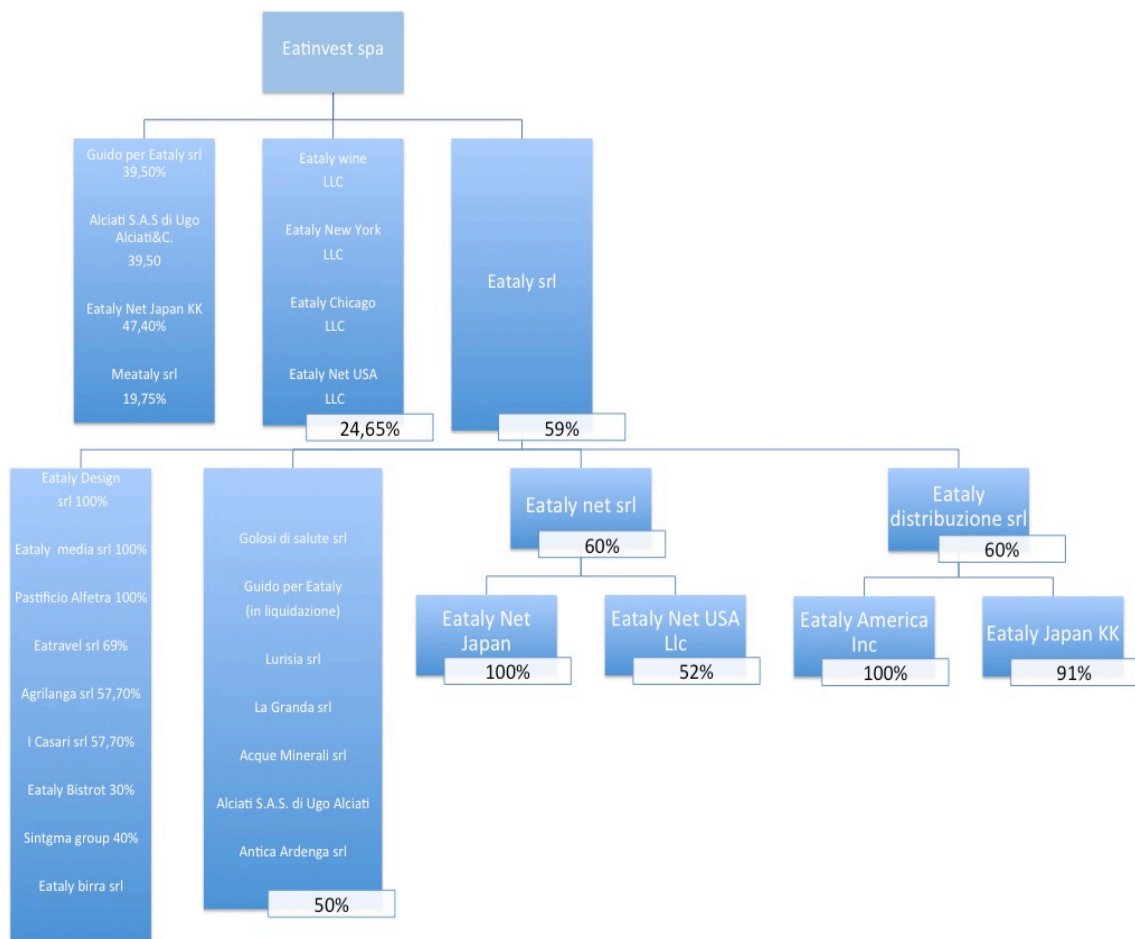 Eatinvest spa
Guido per Eataly srl
39,50%
Alciati S.A.S di Ugo
Alciati&C.
39,50
Eataly Net Japan KK
47,40%
Meataly srl
19,75%
Eataly wine
LLC
Eataly New York
LLC
Eataly Chicago
LLC
Eataly Net USA
LLC
24,65%
Eataly srl
59%
Eataly Design
srl 100%
Eataly media srl 100%
Pastificio Alfetra 100%
Eatravel srl 69%
Agrilanga srl 57,70%
I Casari srl 57,70%
Eataly Bistrot 30%
Sintgma group 40%
Eataly birra srl
Golosi di salute srl
Guido per Eataly
(in liquidazione)
Lurisia srl
La Granda srl
Acque Minerali srl
Alciati S.A.S. di Ugo Alciati
Antica Ardenga srl
50%
Eataly net srl
60%
Eataly Net
Japan
100%
Eataly Net USA
Llc
52%
Eataly
distribuzione srl
60%
Eataly America
Inc
100%
Eataly Japan KK
91%